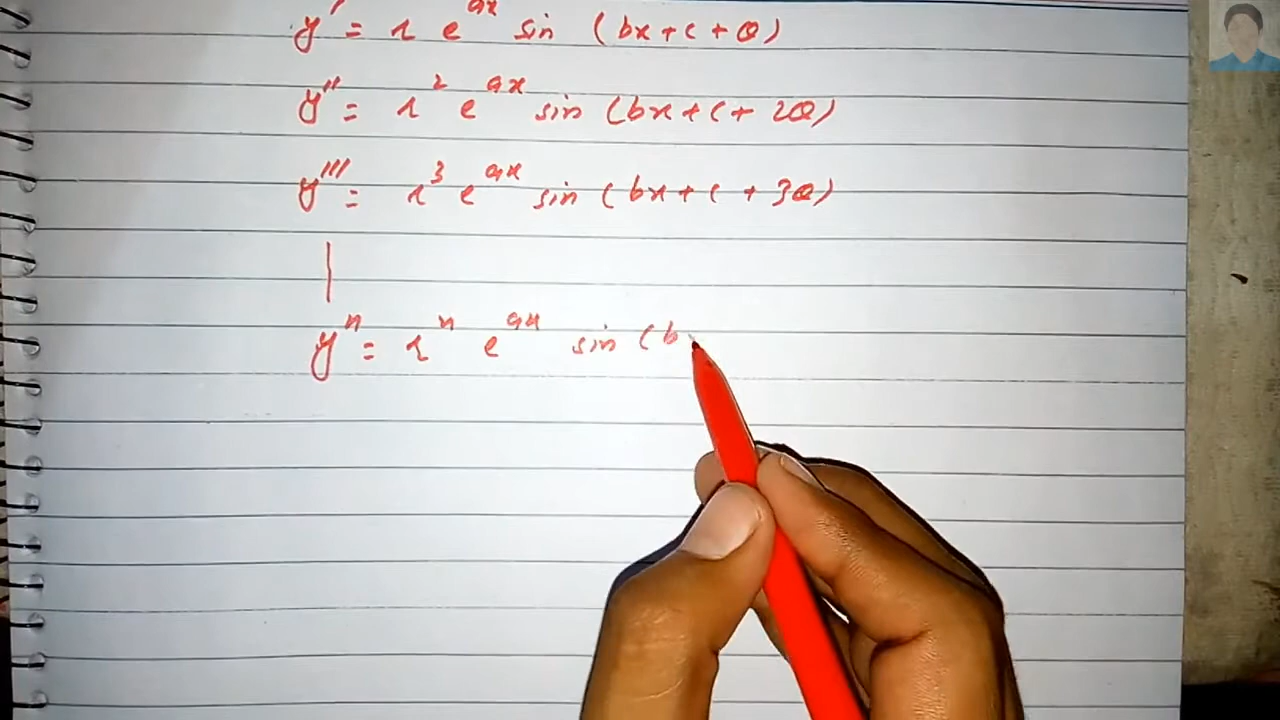 y' = r e^{ax} sin (bx + c + θ)
y'' = r^2 e^{ax} sin (bx + c + 2θ)
y''' = r^3 e^{ax} sin (bx + c + 3θ)
|
y^n = r^n e^{ax} sin (b